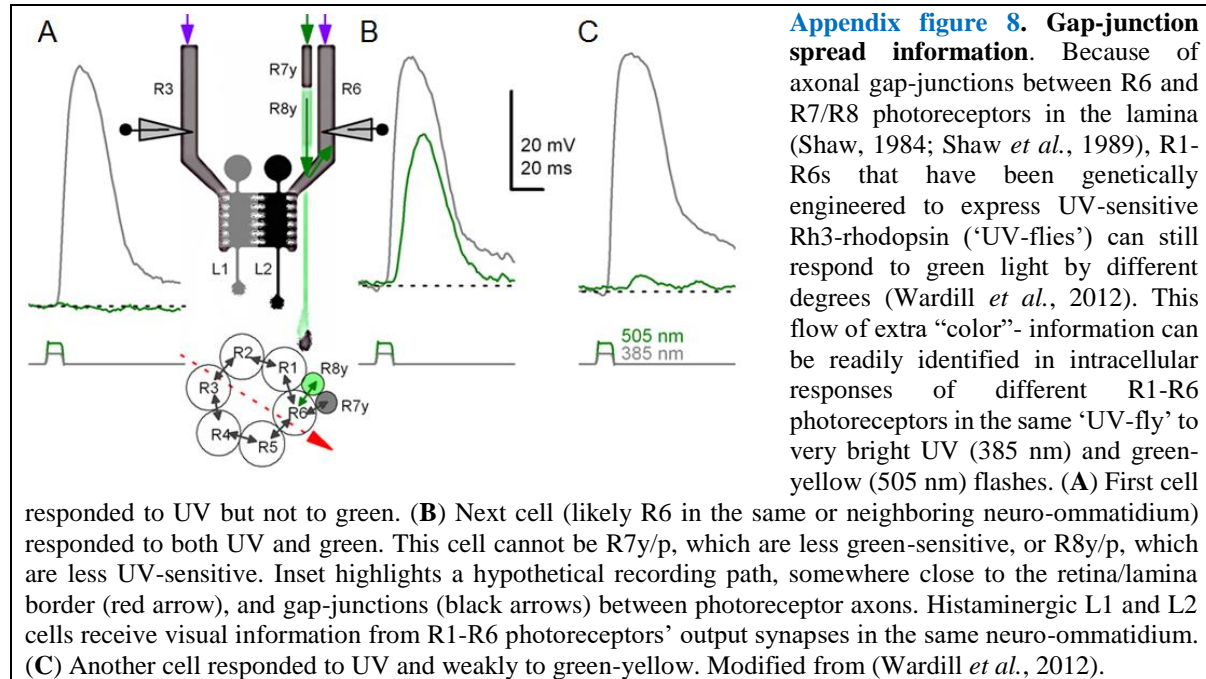 A
R3
R7y
R8y
R6
B
20 mV
20 ms
C
L1
L2
505 nm
385 nm
R2
R1
R8y
R3
R7y
R6
R4
R5
Appendix figure 8. Gap-junction
spread information. Because of
axonal gap-junctions between R6 and
R7/R8 photoreceptors in the lamina
(Shaw, 1984; Shaw et al., 1989), R1-
R6s that have been genetically
engineered to express UV-sensitive
Rh3-rhodopsin (‘UV-flies’) can still
respond to green light by different
degrees (Wardill et al., 2012). This
flow of extra “color”- information can
be readily identified in intracellular
responses of different R1-R6
photoreceptors in the same ‘UV-fly’ to
very bright UV (385 nm) and green-
yellow (505 nm) flashes. (A) First cell
responded to UV but not to green. (B) Next cell (likely R6 in the same or neighboring neuro-ommatidium)
responded to both UV and green. This cell cannot be R7y/p, which are less green-sensitive, or R8y/p, which
are less UV-sensitive. Inset highlights a hypothetical recording path, somewhere close to the retina/lamina
border (red arrow), and gap-junctions (black arrows) between photoreceptor axons. Histaminergic L1 and L2
cells receive visual information from R1-R6 photoreceptors’ output synapses in the same neuro-ommatidium.
(C) Another cell responded to UV and weakly to green-yellow. Modified from (Wardill et al., 2012).